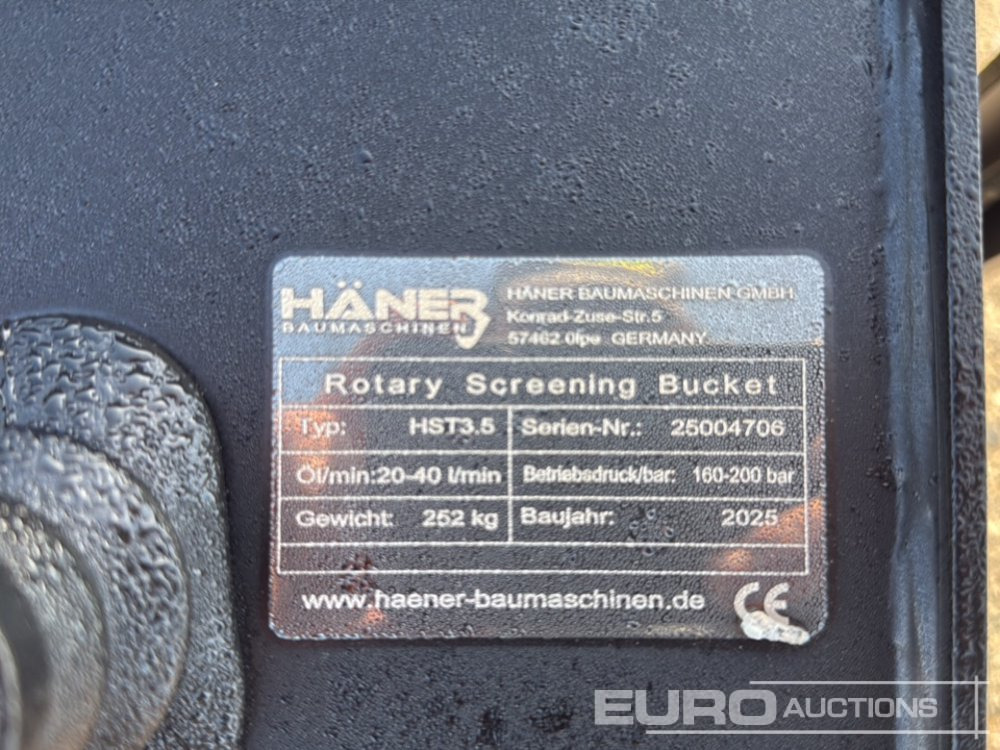 HÄNER
BAUMASCHINEN
HÄNER BAUMASCHINEN GMBH
Konrad-Zuse-Str.5
57462 Olpe GERMANY
Rotary Screening Bucket
Typ: HST3.5 Serien-Nr.: 25004706
Öl/min:20-40 l/min Betriebsdruck/bar: 160-200 bar
Gewicht: 252 kg Baujahr: 2025
www.haener-baumaschinen.de CE
EURO AUCTIONS